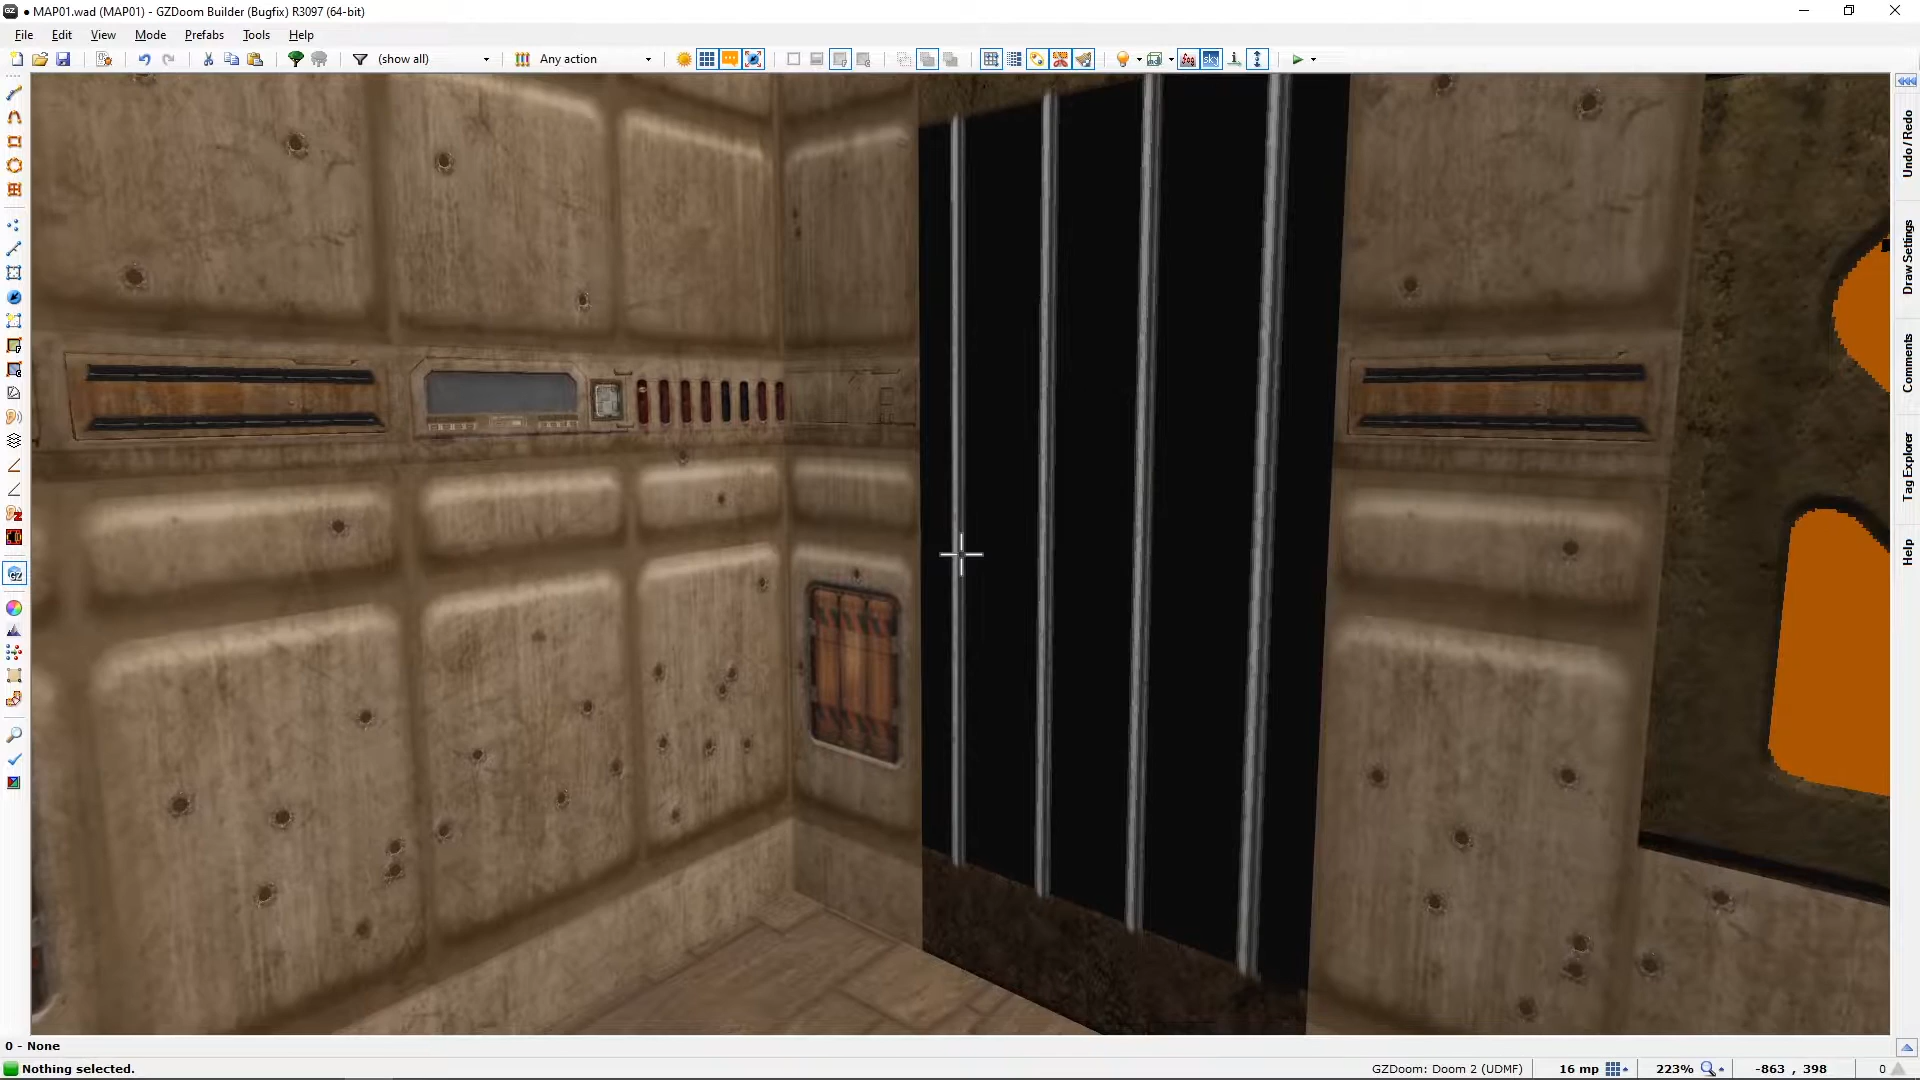 ● MAP01.wad (MAP01) - GZDoom Builder (Bugfix) R3097 (64-bit)
File Edit View Mode Prefabs Tools Help
(show all) Any action
Undo / Redo
Draw Settings
Comments
Tag Explorer
Help
0 - None
Nothing selected. GZDoom: Doom 2 (UDMF) 16 mp 223% -863 , 398 0